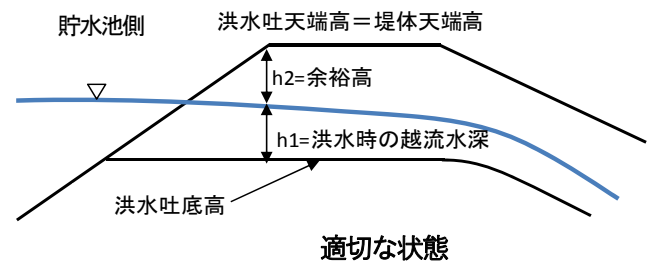 貯水池側
洪水吐天端高＝堤体天端高
h2=余裕高
h1=洪水時の越流水深
洪水吐底高
適切な状態